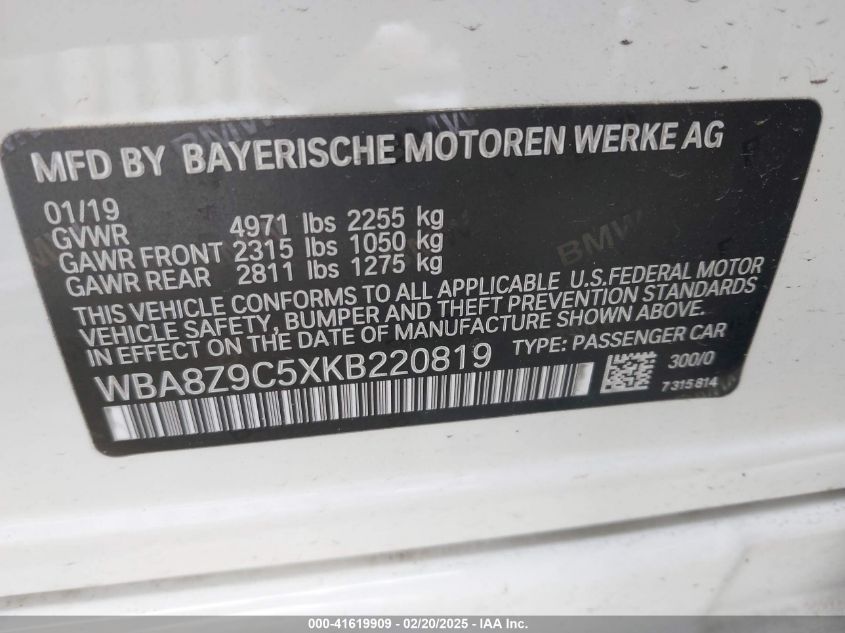 MFD BY BAYERISCHE MOTOREN WERKE AG
01/19
GVWR 4971 lbs 2255 kg
GAWR FRONT 2315 lbs 1050 kg
GAWR REAR 2811 lbs 1275 kg
THIS VEHICLE CONFORMS TO ALL APPLICABLE U.S.FEDERAL MOTOR
VEHICLE SAFETY, BUMPER AND THEFT PREVENTION STANDARDS
IN EFFECT ON THE DATE OF MANUFACTURE SHOWN ABOVE.
WBA8Z9C5XKB220819 TYPE: PASSENGER CAR
300/0
7315814
BMW
BMW
BMW
000-41619909 - 02/20/2025 - IAA Inc.